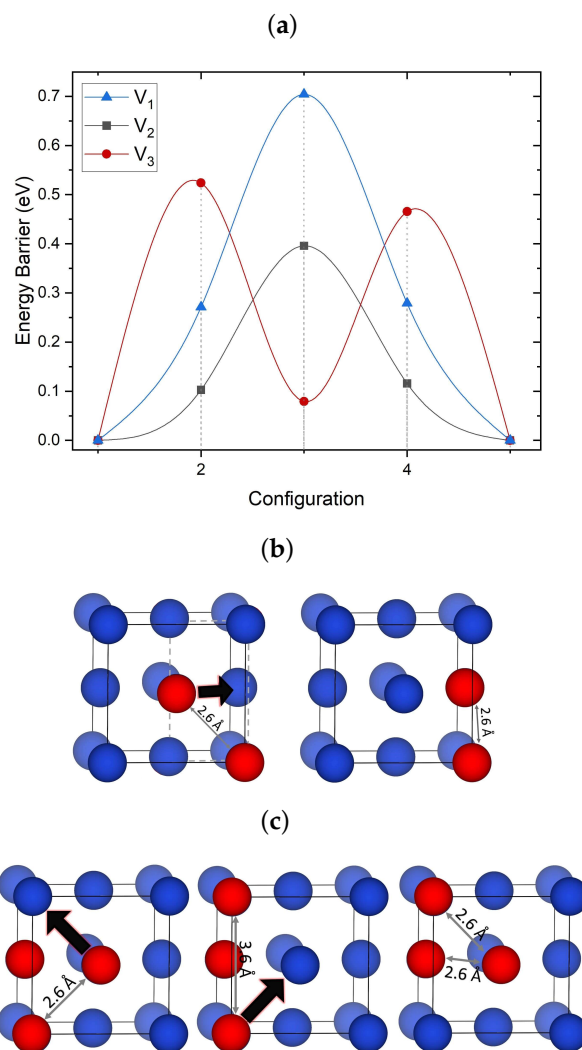 (a)
0.7
0.6
0.5
0.4
0.3
0.2
0.1
0.0
V1
V2
V3
Energy Barrier (eV)
2
4
Configuration
(b)
2.6 Å
2.6 Å
(c)
2.6 Å
3.6Å
2.6 Å
2.6 Å